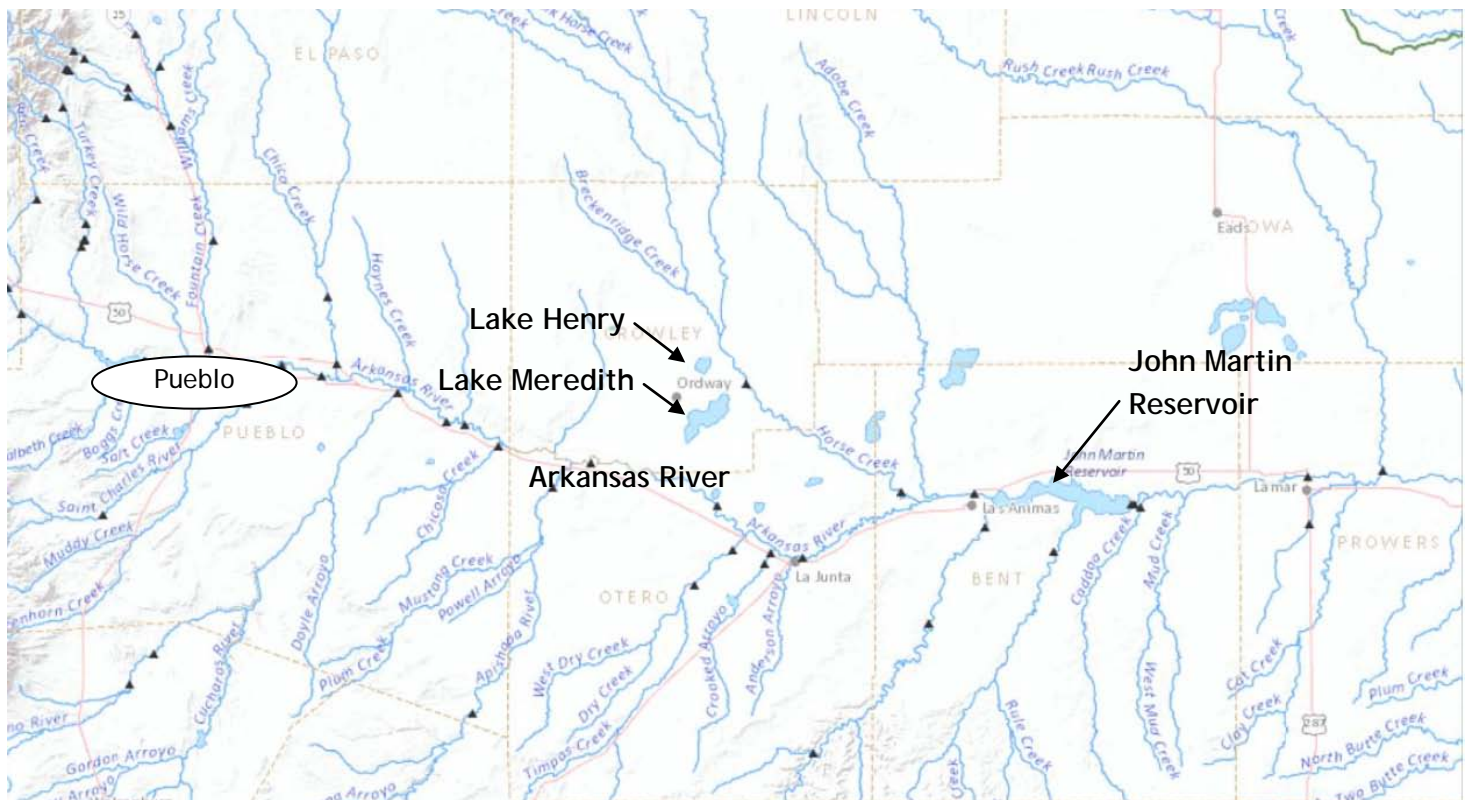 25
LINCOLN
EL PASO
Adobe Creek
Rush Creek Rush Creek
Williams Creek
Turkey Creek
Chico Creek
Breckenridge Creek
Wild Horse Creek
Fountain Creek
Haynes Creek
Eads
50
Lake Henry
CROWLEY
Lake Meredith
Ordway
John Martin
Reservoir
Pueblo
Arkansas River
PUEBLO
Salt Creek
Saint Charles River
Horse Creek
John Martin
Reservoir
50
Arkansas River
Lamar
Las Animas
Chicosa Creek
Muddy Creek
Arkansas River
La Junta
Caddoa Creek
Mud Creek
PROWERS
BENT
OTERO
Mustang Creek
Powell Arroyo
Doyle Arroyo
Apishapa River
Plum Creek
West Dry Creek
Dry Creek
Crooked Arroyo
Anderson Arroyo
Cucharas River
Timpas Creek
Rule Creek
West Mud Creek
Cat Creek
Clay Creek
Plum Creek
287
North Butte Creek
Two Butte Creek
Gordon Arroyo